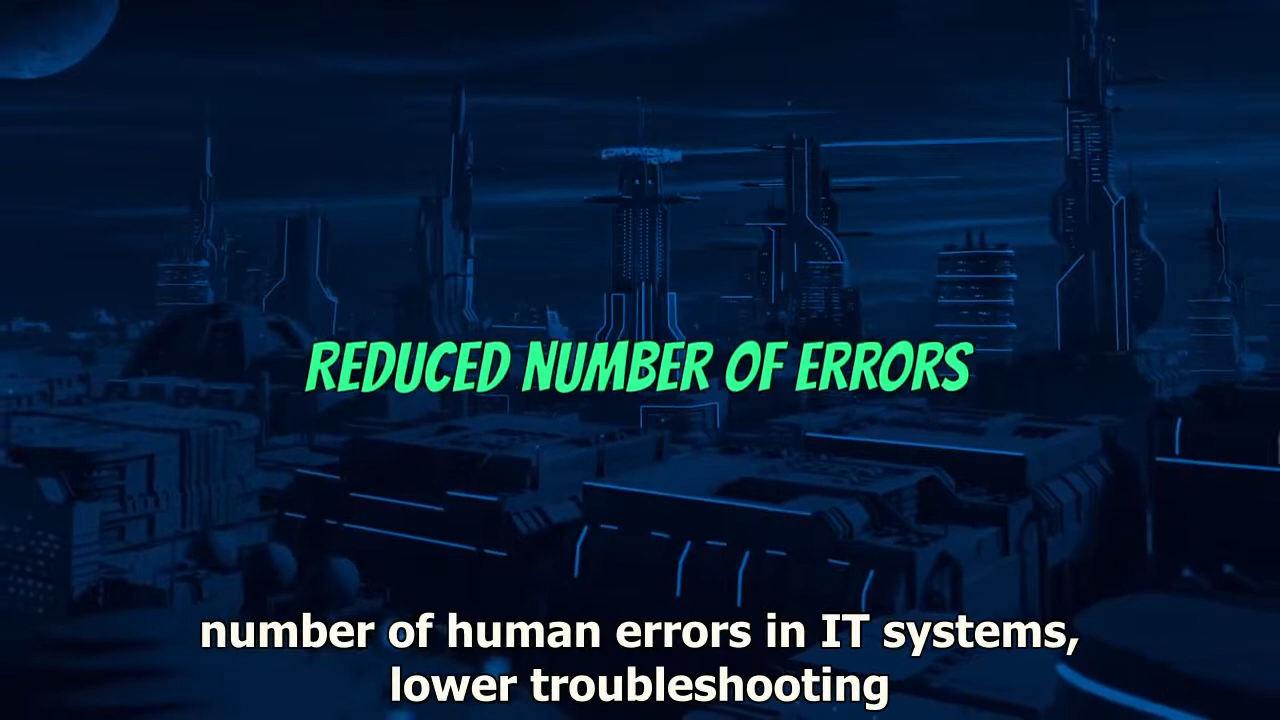 REDUCED NUMBER OF ERRORS
number of human errors in IT systems,
lower troubleshooting